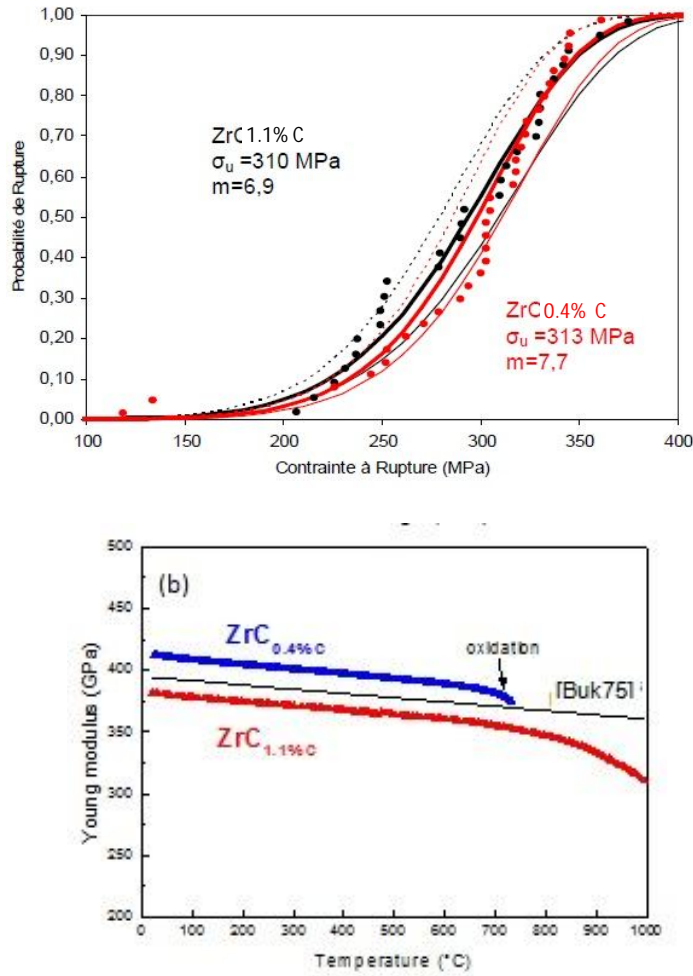 1,00
0,90
0,80
0,70
0,60
0,50
0,40
0,30
0,20
0,10
0,00
Probabilité de Rupture
ZrC 1.1% C
σu =310 MPa
m=6,9
ZrC 0.4% C
σu =313 MPa
m=7,7
100 150 200 250 300 350 400
Contrainte à Rupture (MPa)
500
450
400
350
300
250
200
Young modulus (GPa)
(b)
ZrC0.4%C
oxidation
[Buk75]
ZrC1.1%C
0 100 200 300 400 500 600 700 800 900 1000
Temperature (°C)